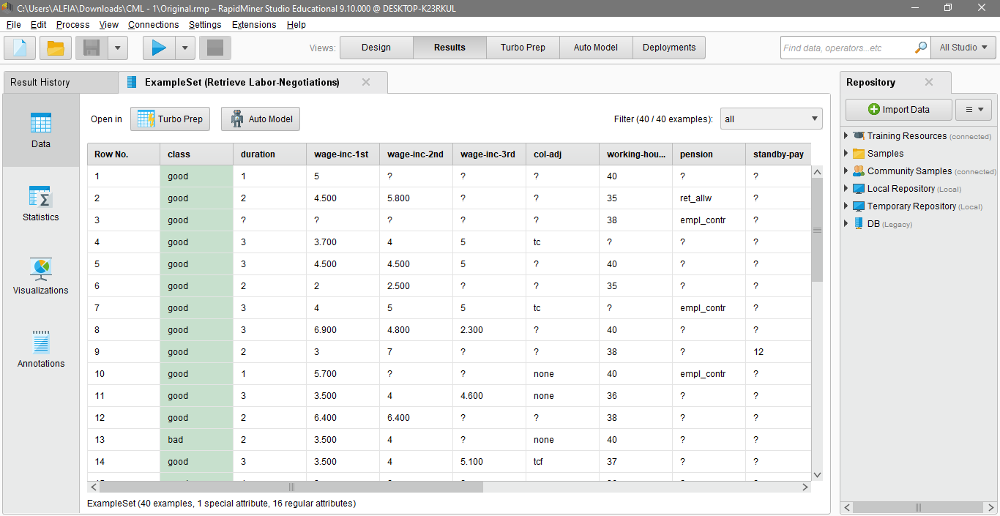 C:\Users\ALFIA\Downloads\CML - 1\Original.rmp – RapidMiner Studio Educational 9.10.000 @ DESKTOP-K23RKUL
File Edit Process View Connections Settings Extensions Help
Views: Design Results Turbo Prep Auto Model Deployments Find data, operators...etc All Studio
Result History ExampleSet (Retrieve Labor-Negotiations)
Open in Turbo Prep Auto Model Filter (40 / 40 examples): all
Data
Statistics
Visualizations
Annotations
Row No. class duration wage-inc-1st wage-inc-2nd wage-inc-3rd col-adj working-hou... pension standby-pay
1 good 1 5 ? ? ? 40 ? ?
2 good 2 4.500 5.800 ? ? 35 ret_allw ?
3 good ? ? ? ? ? 38 empl_contr ?
4 good 3 3.700 4 5 tc ? ? ?
5 good 3 4.500 4.500 5 ? 40 ? ?
6 good 2 2 2.500 ? ? 35 ? ?
7 good 3 4 5 5 tc ? empl_contr ?
8 good 3 6.900 4.800 2.300 ? 40 ? ?
9 good 2 3 7 ? ? 38 ? 12
10 good 1 5.700 ? ? none 40 empl_contr ?
11 good 3 3.500 4 4.600 none 36 ? ?
12 good 2 6.400 6.400 ? ? 38 ? ?
13 bad 2 3.500 4 ? none 40 ? ?
14 good 3 3.500 4 5.100 tcf 37 ? ?
ExampleSet (40 examples, 1 special attribute, 16 regular attributes)
Repository
Import Data
Training Resources (connected)
Samples
Community Samples (connected)
Local Repository (Local)
Temporary Repository (Local)
DB (Legacy)